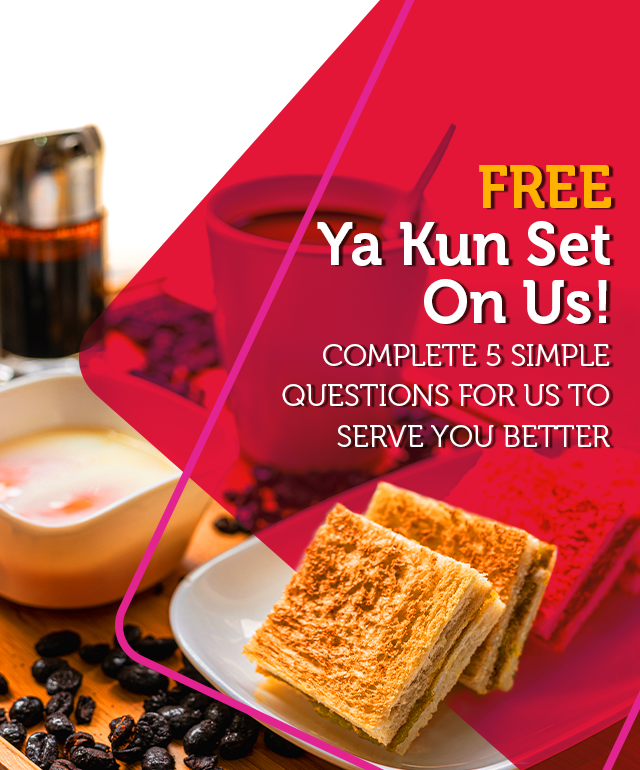 FREE
Ya Kun Set
On Us!
COMPLETE 5 SIMPLE
QUESTIONS FOR US TO
SERVE YOU BETTER